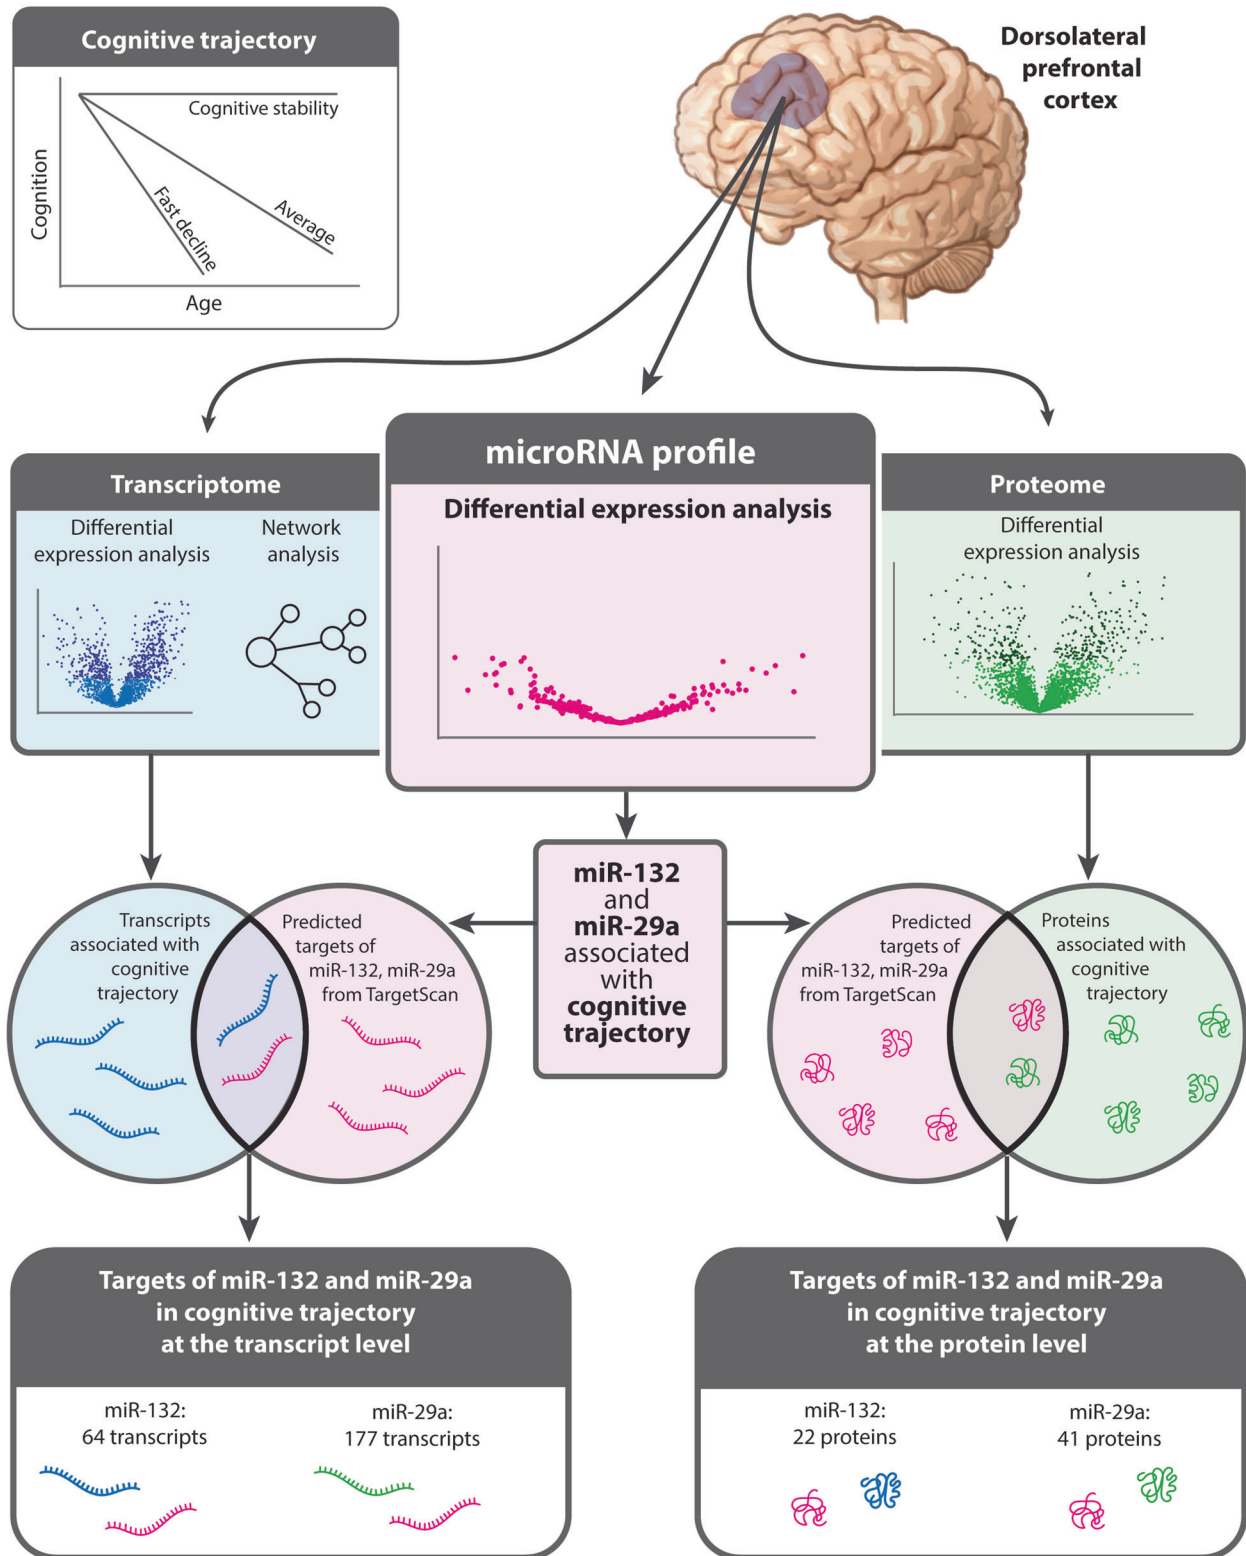 Cognitive trajectory
Cognitive stability
Fast decline
Average
Cognition
Age
Dorsolateral
prefrontal
cortex
Transcriptome
Differential
expression analysis
Network
analysis
microRNA profile
Differential expression analysis
Proteome
Differential
expression analysis
Transcripts
associated with
cognitive
trajectory
Predicted
targets of
miR-132, miR-29a
from TargetScan
miR-132
and
miR-29a
associated
with
cognitive
trajectory
Predicted
targets of
miR-132, miR-29a
from TargetScan
Proteins
associated with
cognitive
trajectory
Targets of miR-132 and miR-29a
in cognitive trajectory
at the transcript level
miR-132:
64 transcripts
miR-29a:
177 transcripts
Targets of miR-132 and miR-29a
in cognitive trajectory
at the protein level
miR-132:
22 proteins
miR-29a:
41 proteins